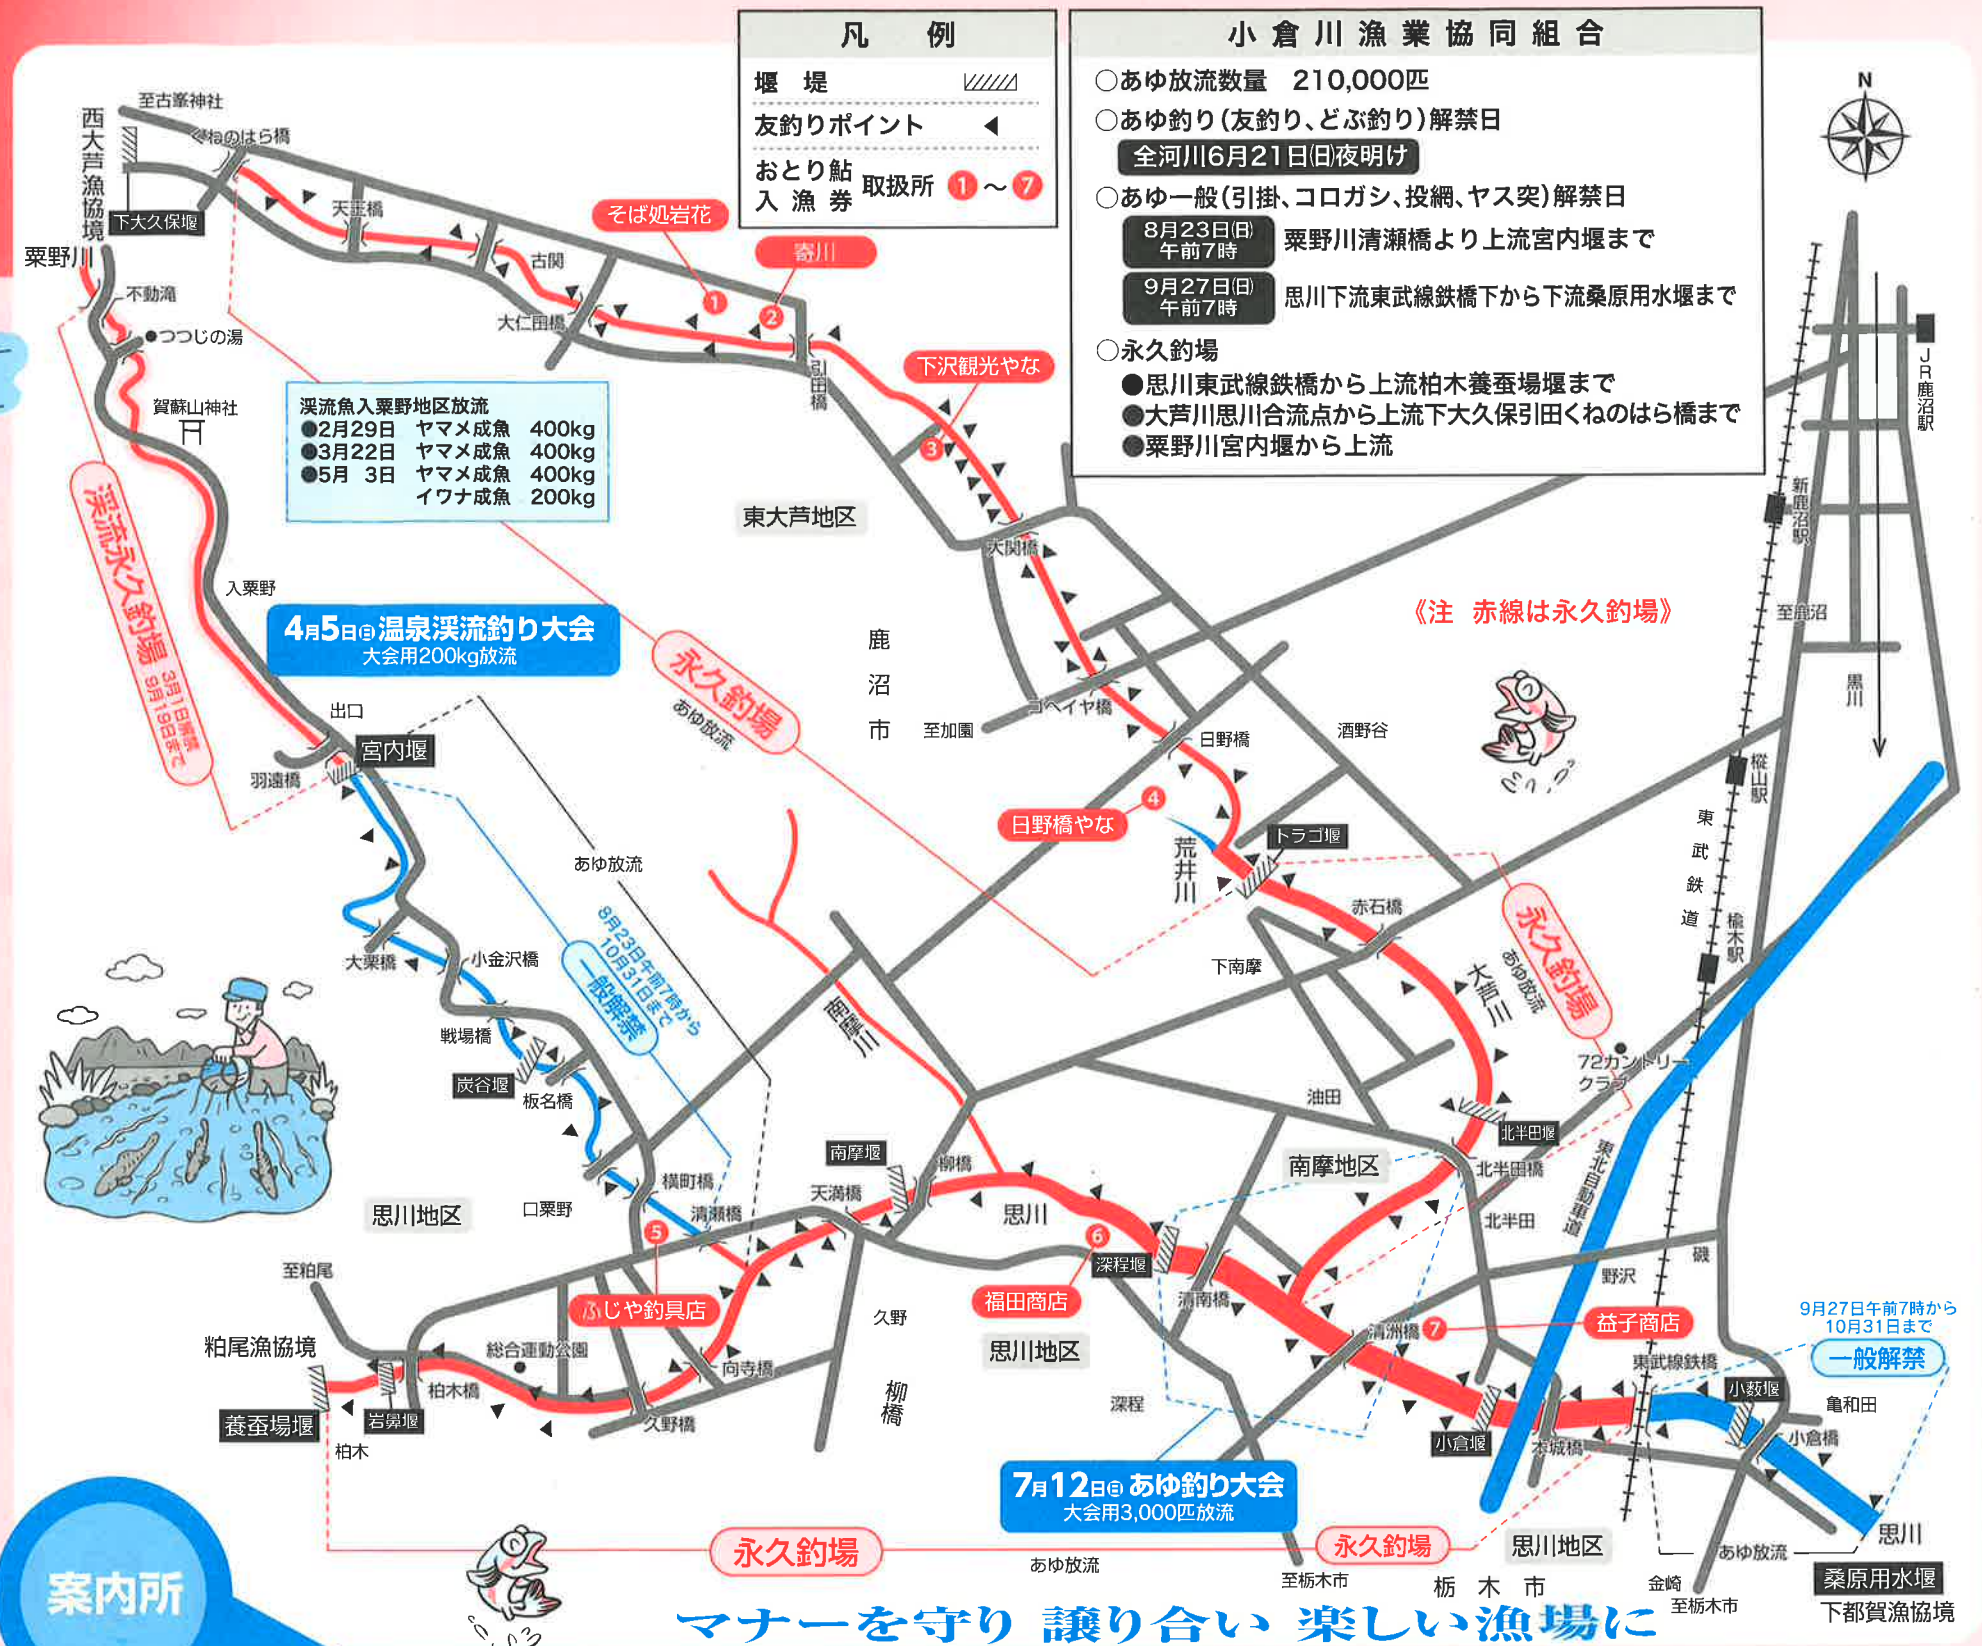 凡 例
堰 堤
友釣りポイント ◀
おとり鮎
入 漁 券
取扱所 ❶～❼
小倉川漁業協同組合
○あゆ放流数量 210,000匹
○あゆ釣り(友釣り、どぶ釣り)解禁日
全河川6月21日㈰夜明け
○あゆ一般(引掛、コロガシ、投網、ヤス突)解禁日
8月23日㈰
午前7時
粟野川清瀬橋より上流宮内堰まで
9月27日㈰
午前7時
思川下流東武線鉄橋下から下流桑原用水堰まで
○永久釣場
●思川東武線鉄橋から上流柏木養蚕場堰まで
●大芦川思川合流点から上流下大久保引田くねのはら橋まで
●粟野川宮内堰から上流
N
至古峯神社
西大芦漁協境
くねのはら橋
下大久保堰
天王橋
古関
大仁田橋
そば処岩花
寄川
1
2
引田橋
下沢観光やな
3
粟野川
不動滝
●つつじの湯
賀蘇山神社
渓流魚入粟野地区放流
●2月29日 ヤマメ成魚 400kg
●3月22日 ヤマメ成魚 400kg
●5月 3日 ヤマメ成魚 400kg
イワナ成魚 200kg
東大芦地区
大関橋
JR鹿沼駅
新鹿沼駅
至鹿沼
黒川
渓流永久釣場
3月1日解禁
9月19日まで
入粟野
4月5日㈰温泉渓流釣り大会
大会用200kg放流
永久釣場
あゆ放流
鹿沼市
至加園
コヘイヤ橋
日野橋
酒野谷
《注 赤線は永久釣場》
樅山駅
東武鉄道
楡木駅
出口
宮内堰
羽遠橋
あゆ放流
8月23日午前7時から
10月31日まで
一般解禁
日野橋やな
4
荒井川
トラゴ堰
赤石橋
永久釣場
あゆ放流
大芦川
下南摩
72カントリー
クラブ
大栗橋
小金沢橋
戦場橋
炭谷堰
板名橋
南摩川
油田
北半田堰
北半田橋
北半田
南摩地区
東北自動車道
横町橋
口粟野
思川地区
清瀬橋
5
ふじや釣具店
天満橋
南摩堰
柳橋
思川
6
深程堰
福田商店
思川地区
清南橋
清洲橋
7
益子商店
野沢
磯
東武線鉄橋
9月27日午前7時から
10月31日まで
一般解禁
小薮堰
亀和田
小倉橋
至粕尾
粕尾漁協境
養蚕場堰
岩鼻堰
柏木
柏木橋
総合運動公園
向寺橋
久野橋
久野
柳橋
深程
小倉堰
本城橋
7月12日㈰あゆ釣り大会
大会用3,000匹放流
永久釣場
あゆ放流
永久釣場
思川地区
至栃木市
栃木市
金崎
至栃木市
あゆ放流
思川
桑原用水堰
下都賀漁協境
案内所
マナーを守り 譲り合い 楽しい漁場に